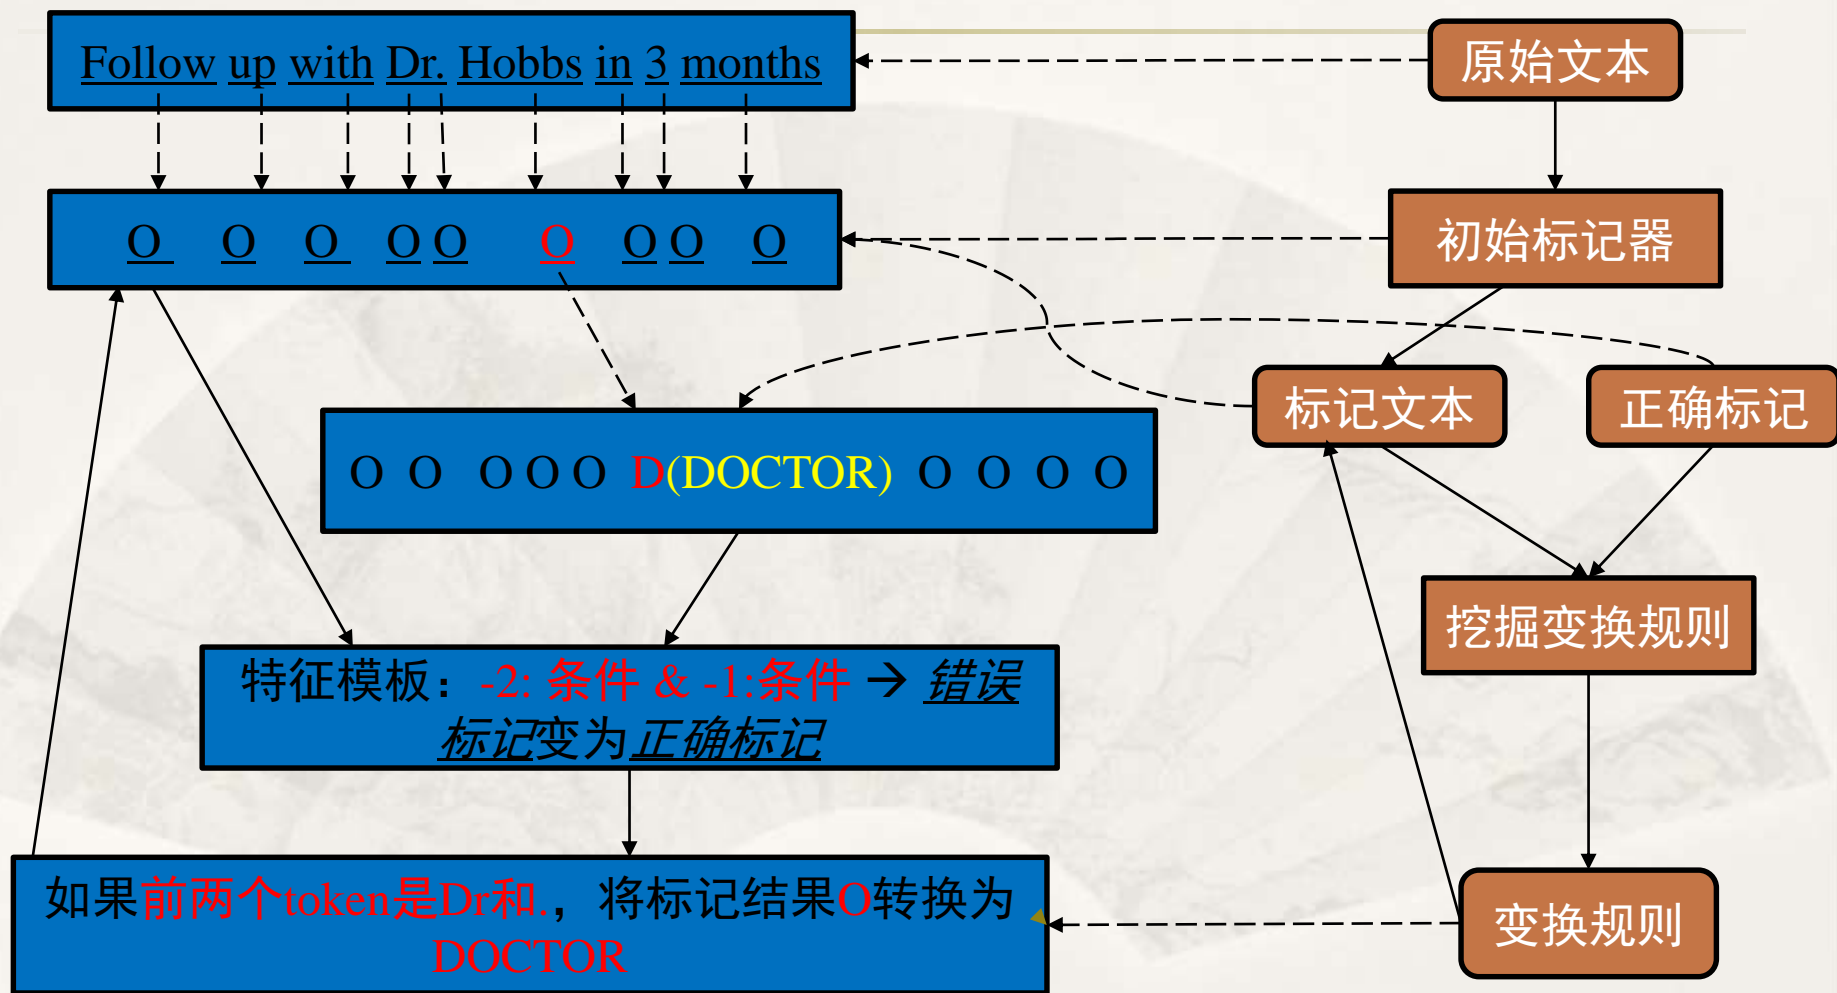 Follow up with Dr. Hobbs in 3 months
原始文本
O O O O O O O O O
初始标记器
标记文本
正确标记
O O O O O D(DOCTOR) O O O O
挖掘变换规则
特征模板：-2: 条件 & -1:条件 → 错误
标记变为正确标记
如果前两个token是Dr和.，将标记结果O转换为
DOCTOR
变换规则